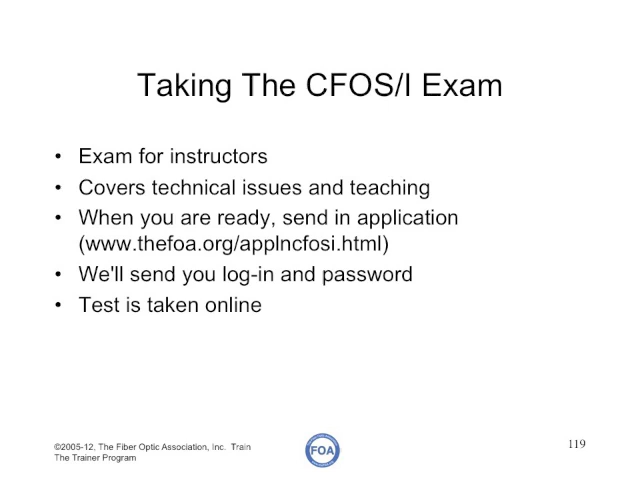 Taking The CFOS/I Exam
• Exam for instructors
• Covers technical issues and teaching
• When you are ready, send in application
(www.thefoa.org/applncfosi.html)
• We'll send you log-in and password
• Test is taken online
©2005-12, The Fiber Optic Association, Inc. Train
The Trainer Program
FOA
119